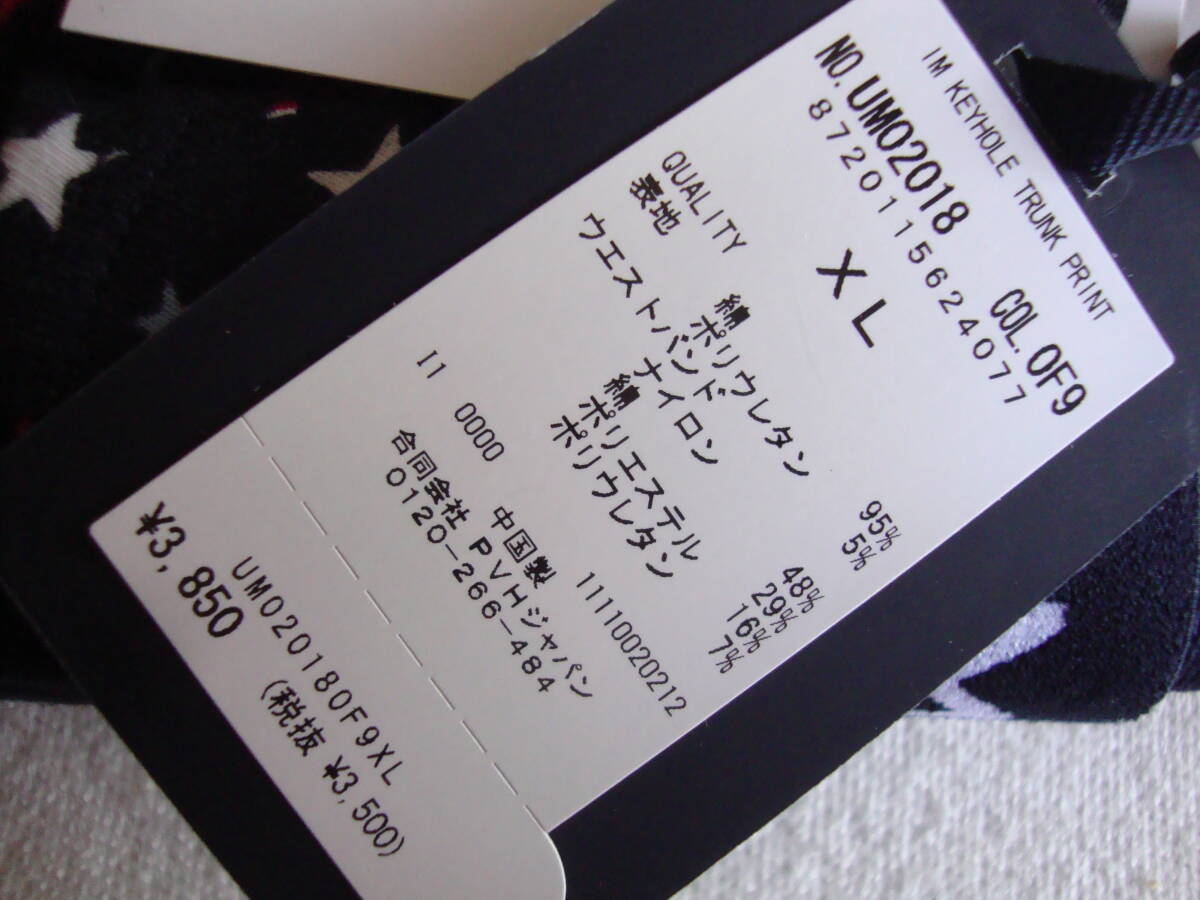 IM KEYHOLE TRUNK PRINT
NO.UM02018 COL.0F9
8720115624077
XL
QUALITY
表地
綿 95%
ポリウレタン 5%
ウエストバンド
ナイロン 48%
綿 29%
ポリエステル 16%
ポリウレタン 7%
I1 0000 中国製 11110020212
合同会社 PVHジャパン
0120-266-484
UM020180F9XL
¥3,850 (税抜 ¥3,500)